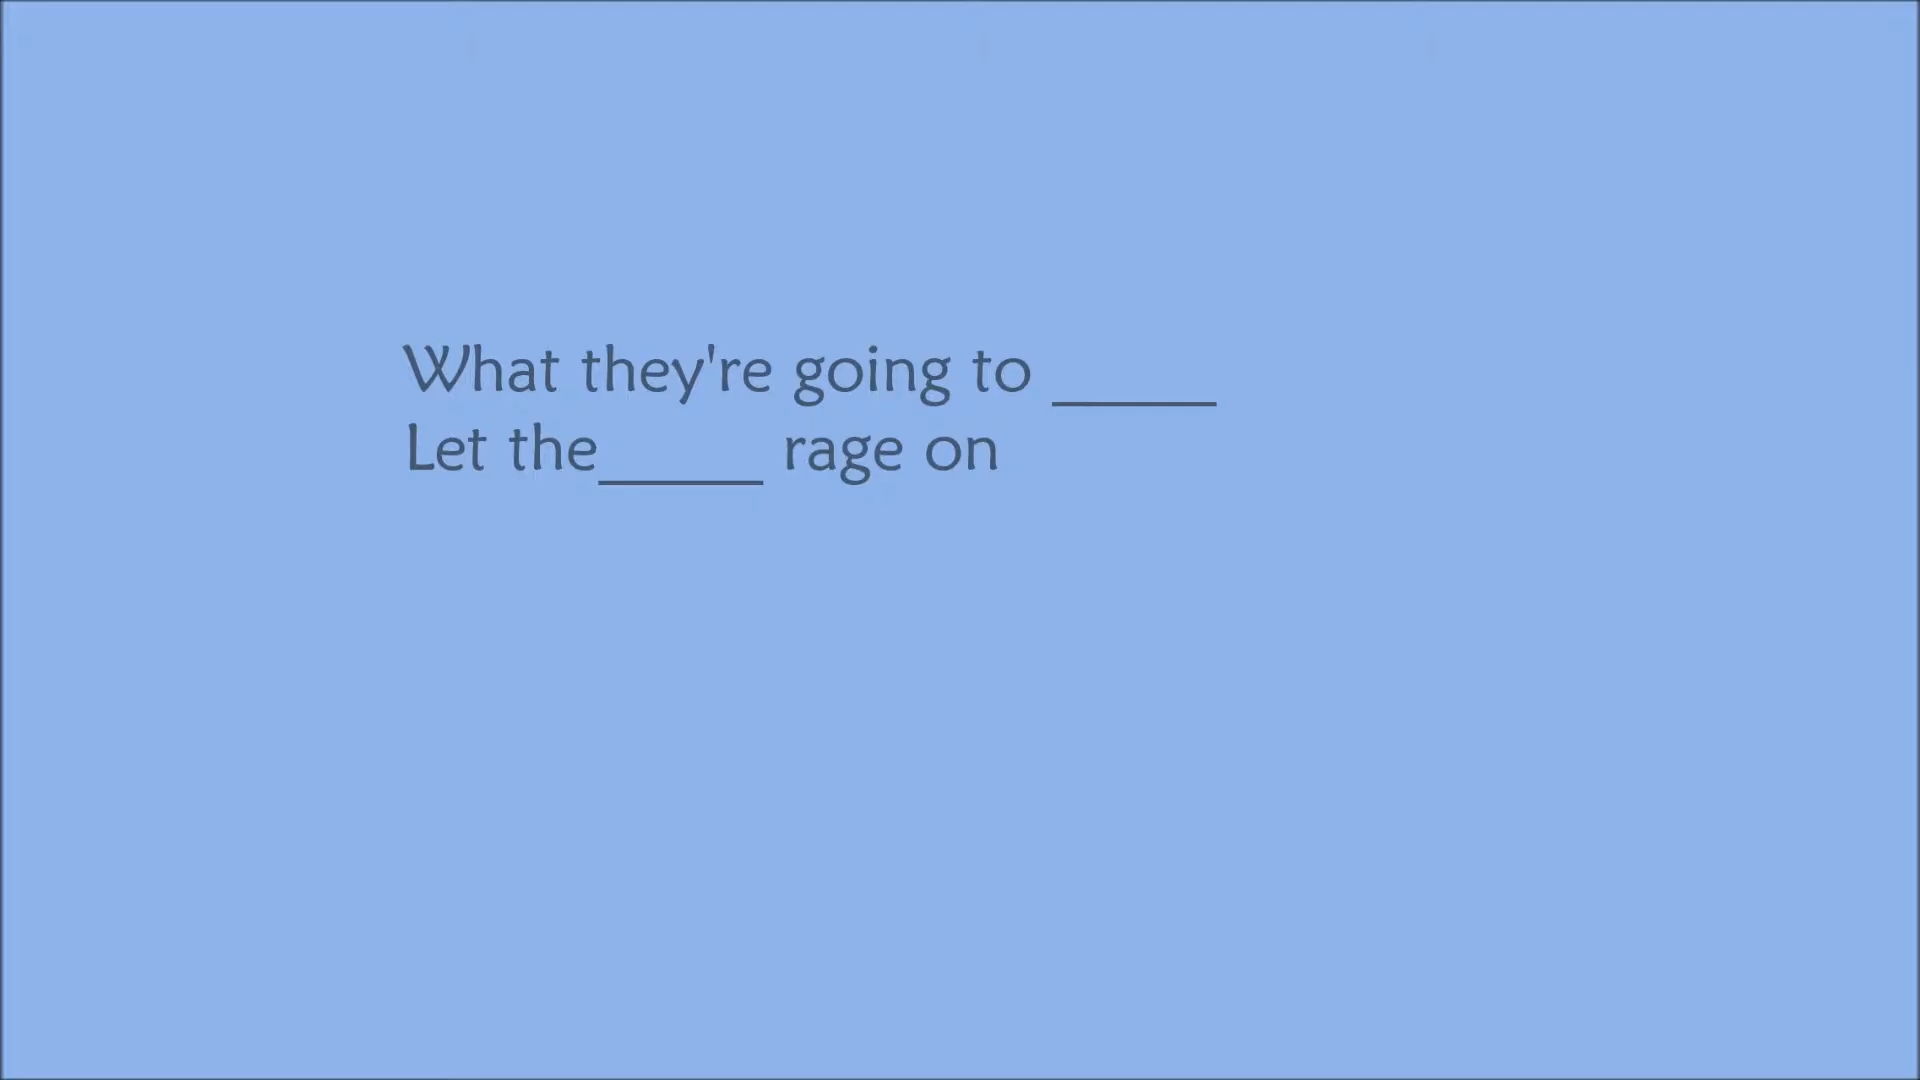 What they're going to _____
Let the_____ rage on